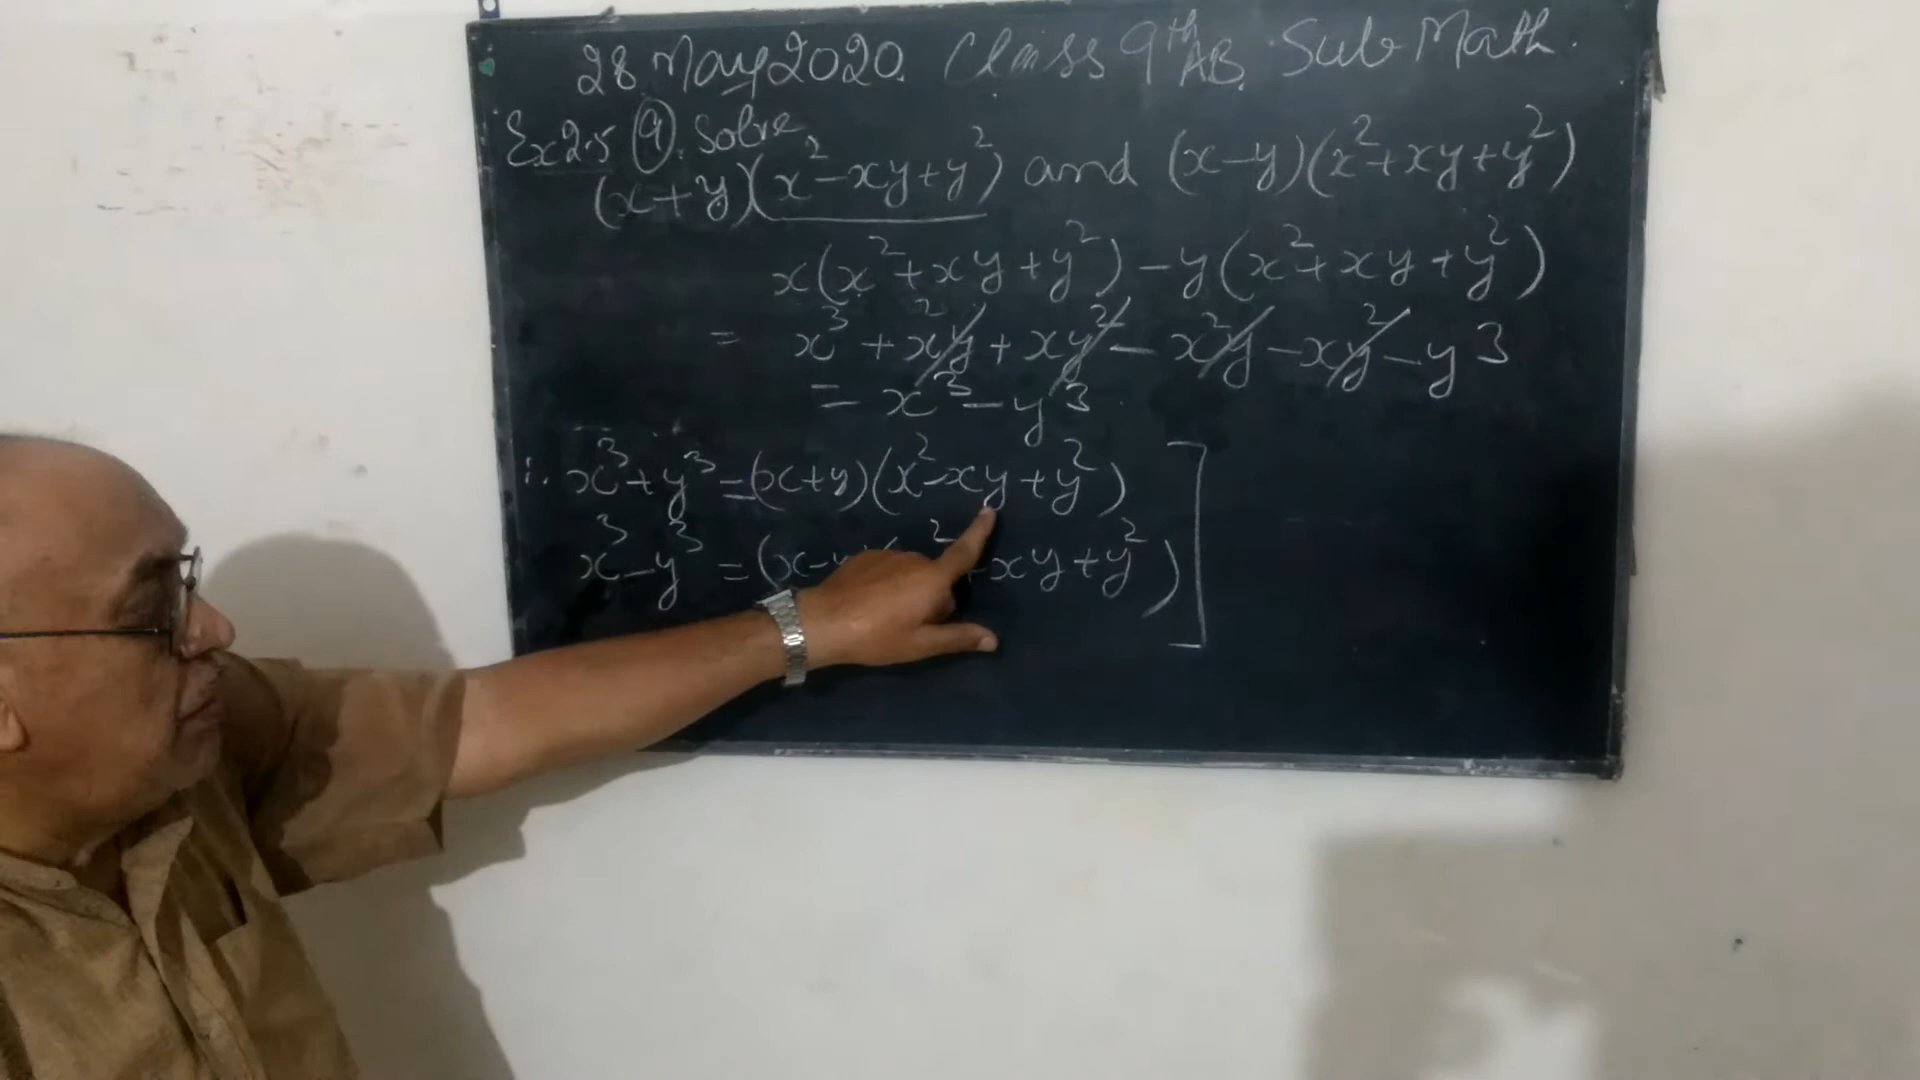 28 May 2020. Class 9th AB. Sub Math.
Ex 2.5 (9). Solve
(x+y)(x²-xy+y²) and (x-y)(x²+xy+y²)
x(x²+xy+y²)-y(x²+xy+y²)
= x³+x²y+xy²-x²y-xy²-y³
= x³-y³.
∴ x³+y³=(x+y)(x²-xy+y²)
x³-y³=(x-y +xy+y²)